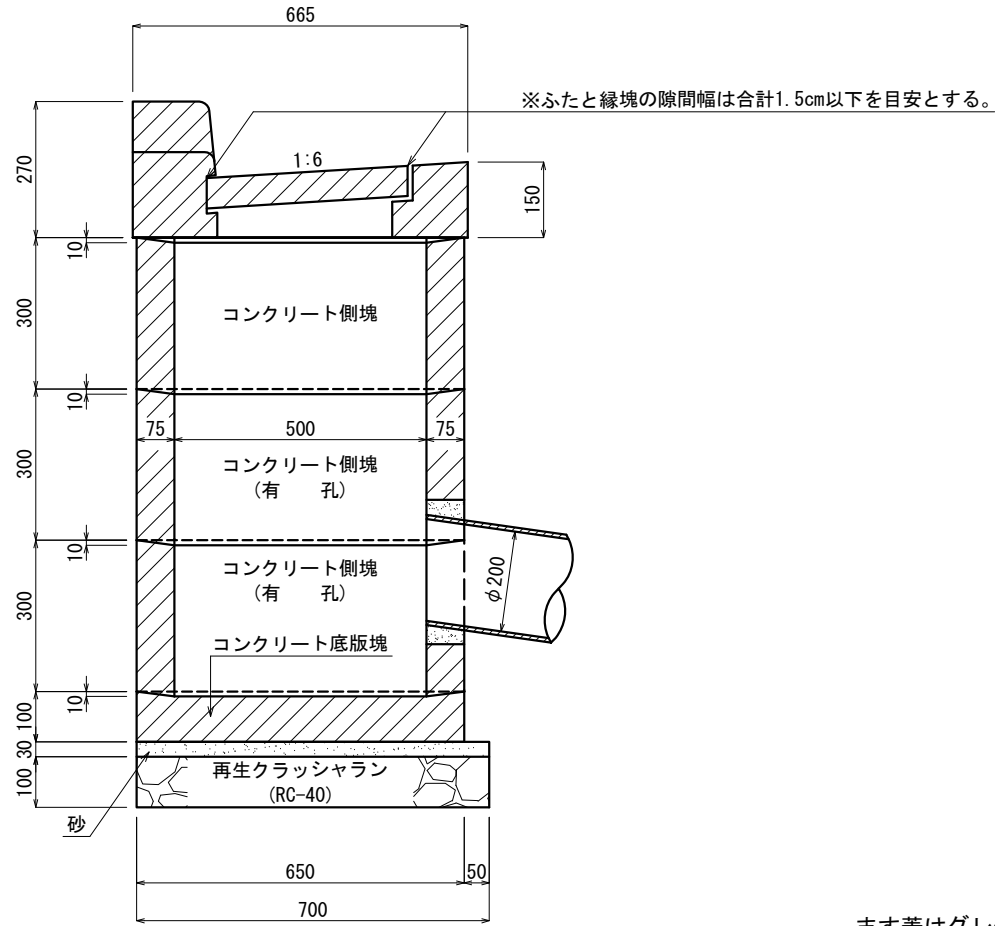 665
※ふたと縁塊の隙間幅は合計1.5cm以下を目安とする。
270
1:6
150
10
300
コンクリート側塊
10
75
500
75
300
コンクリート側塊
(有 孔)
10
コンクリート側塊
(有 孔)
φ200
300
コンクリート底版塊
10
100
30
再生クラッシャラン
(RC-40)
100
砂
650
50
700